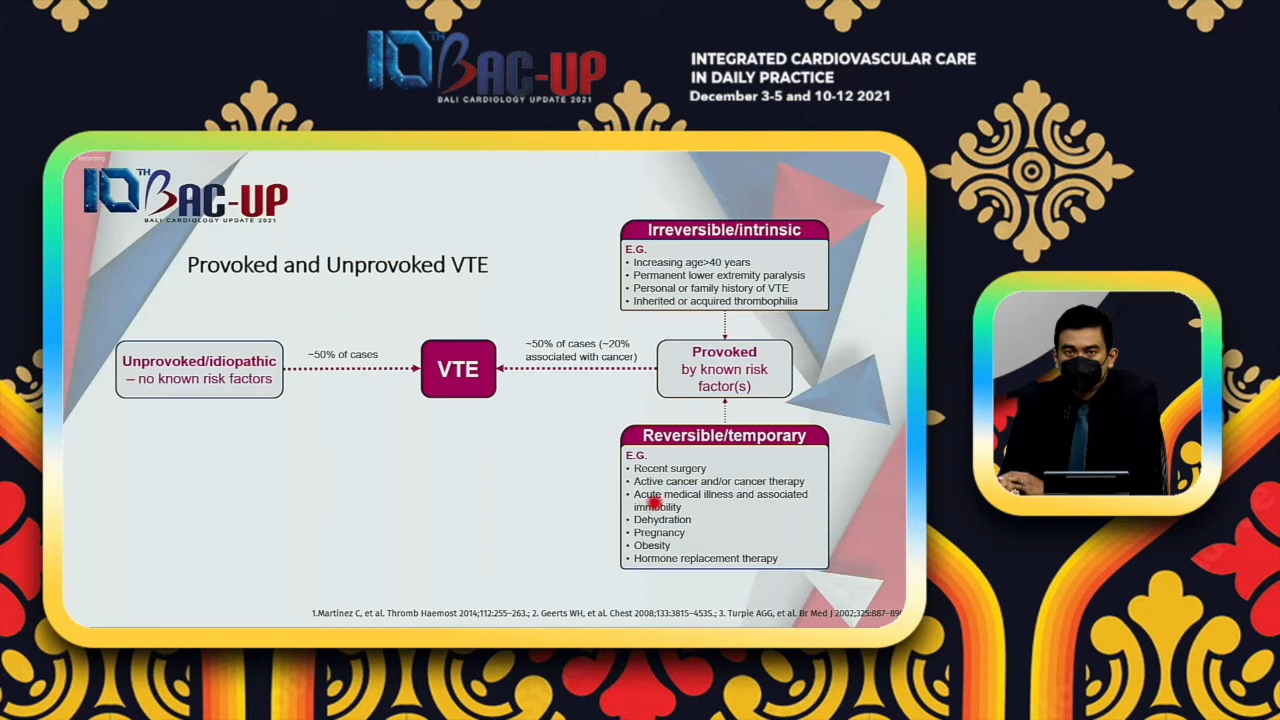 10TH BAC-UP
BALI CARDIOLOGY UPDATE 2021
INTEGRATED CARDIOVASCULAR CARE
IN DAILY PRACTICE
December 3-5 and 10-12 2021
Recording
10TH BAC-UP
BALI CARDIOLOGY UPDATE 2021
Provoked and Unprovoked VTE
Irreversible/intrinsic
E.G.
• Increasing age>40 years
• Permanent lower extremity paralysis
• Personal or family history of VTE
• Inherited or acquired thrombophilia
Unprovoked/idiopathic
– no known risk factors
~50% of cases
VTE
~50% of cases (~20%
associated with cancer)
Provoked
by known risk
factor(s)
Reversible/temporary
E.G.
• Recent surgery
• Active cancer and/or cancer therapy
• Acute medical illness and associated
immobility
• Dehydration
• Pregnancy
• Obesity
• Hormone replacement therapy
1.Martinez C, et al. Thromb Haemost 2014;112:255–263.; 2. Geerts WH, et al. Chest 2008;133:381S–453S.; 3. Turpie AGG, et al. Br Med J 2002;325:887–89